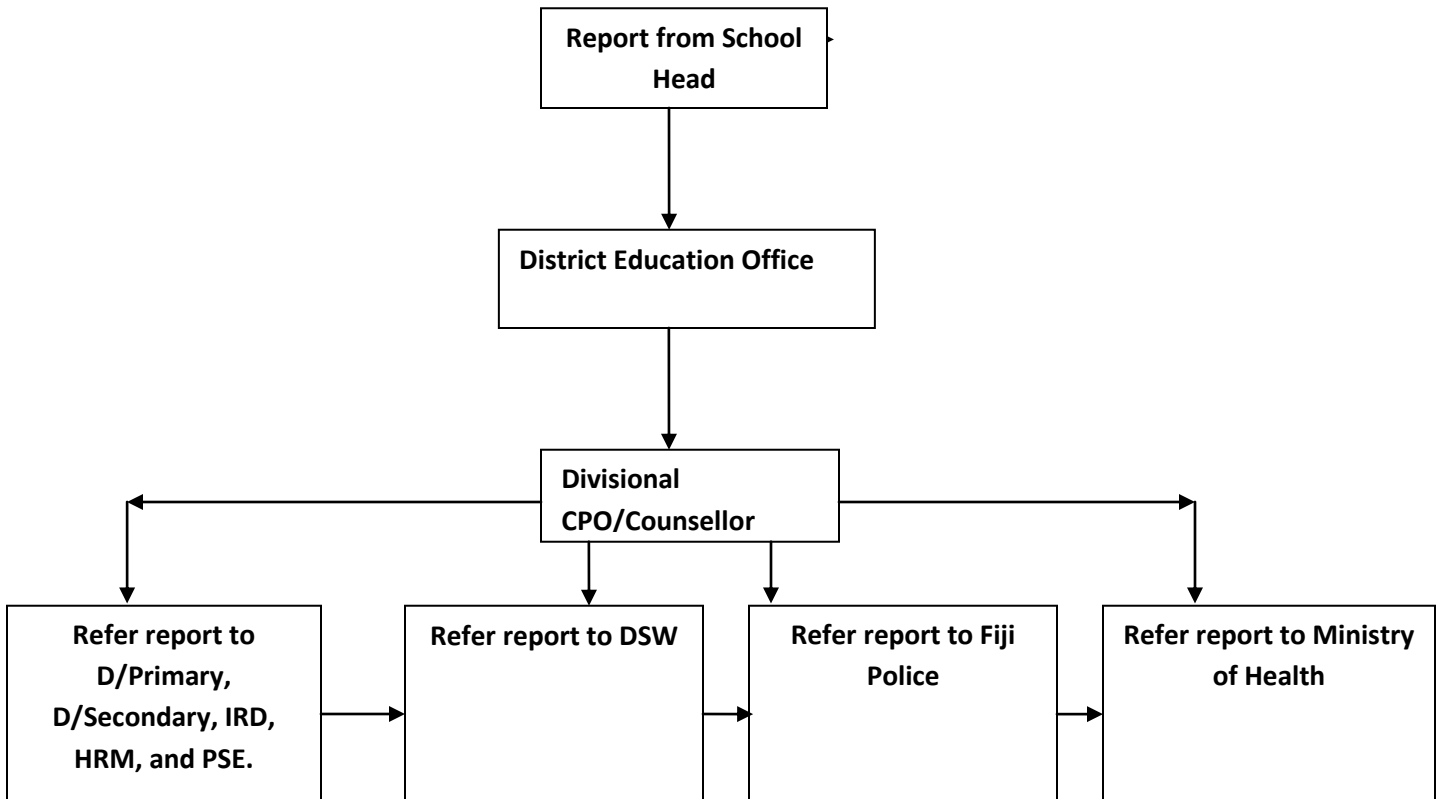 Report from School
Head
District Education Office
Divisional
CPO/Counsellor
Refer report to
D/Primary,
D/Secondary, IRD,
HRM, and PSE.
Refer report to DSW
Refer report to Fiji
Police
Refer report to Ministry
of Health